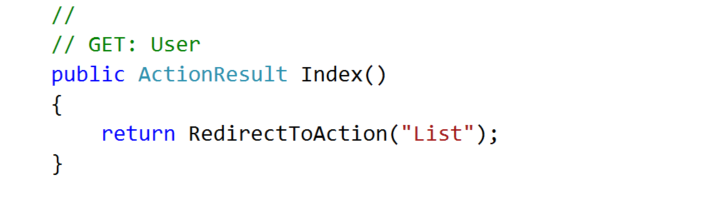 //
// GET: User
public ActionResult Index()
{
    return RedirectToAction("List");
}